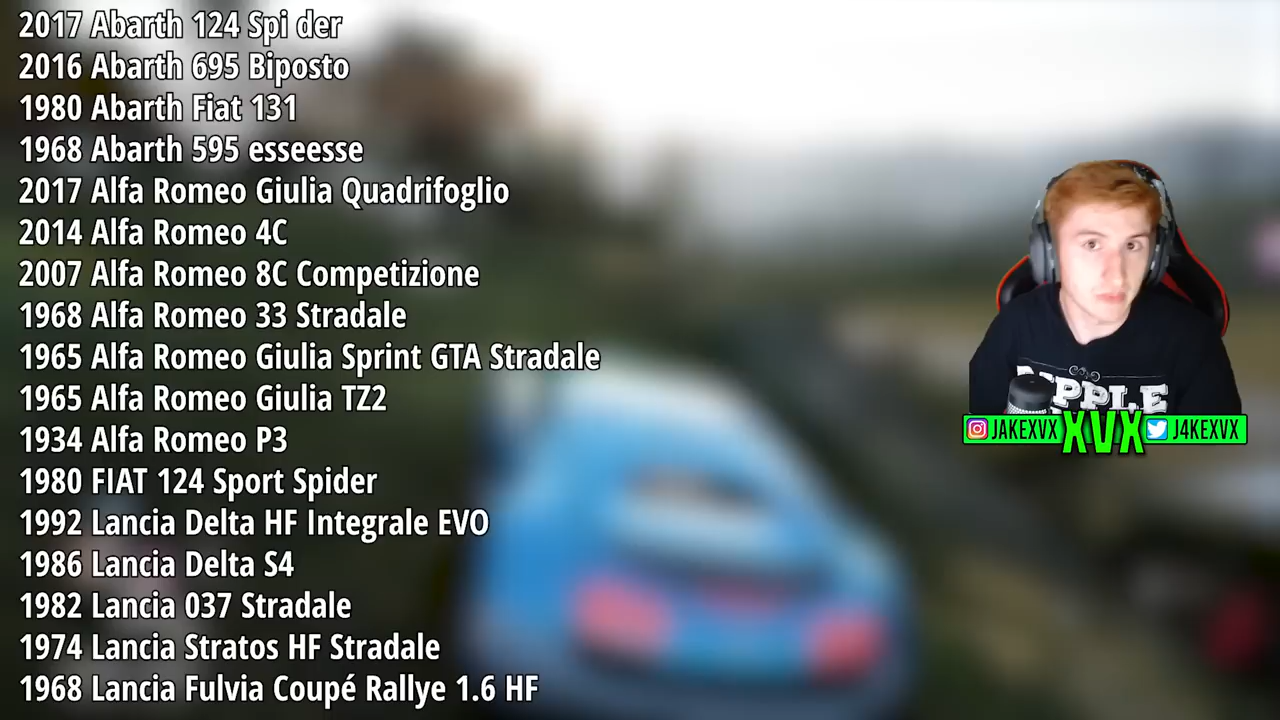 2017 Abarth 124 Spi der
2016 Abarth 695 Biposto
1980 Abarth Fiat 131
1968 Abarth 595 esseesse
2017 Alfa Romeo Giulia Quadrifoglio
2014 Alfa Romeo 4C
2007 Alfa Romeo 8C Competizione
1968 Alfa Romeo 33 Stradale
1965 Alfa Romeo Giulia Sprint GTA Stradale
1965 Alfa Romeo Giulia TZ2
1934 Alfa Romeo P3
1980 FIAT 124 Sport Spider
1992 Lancia Delta HF Integrale EVO
1986 Lancia Delta S4
1982 Lancia 037 Stradale
1974 Lancia Stratos HF Stradale
1968 Lancia Fulvia Coupé Rallye 1.6 HF
JAKEXVX XVX J4KEXVX